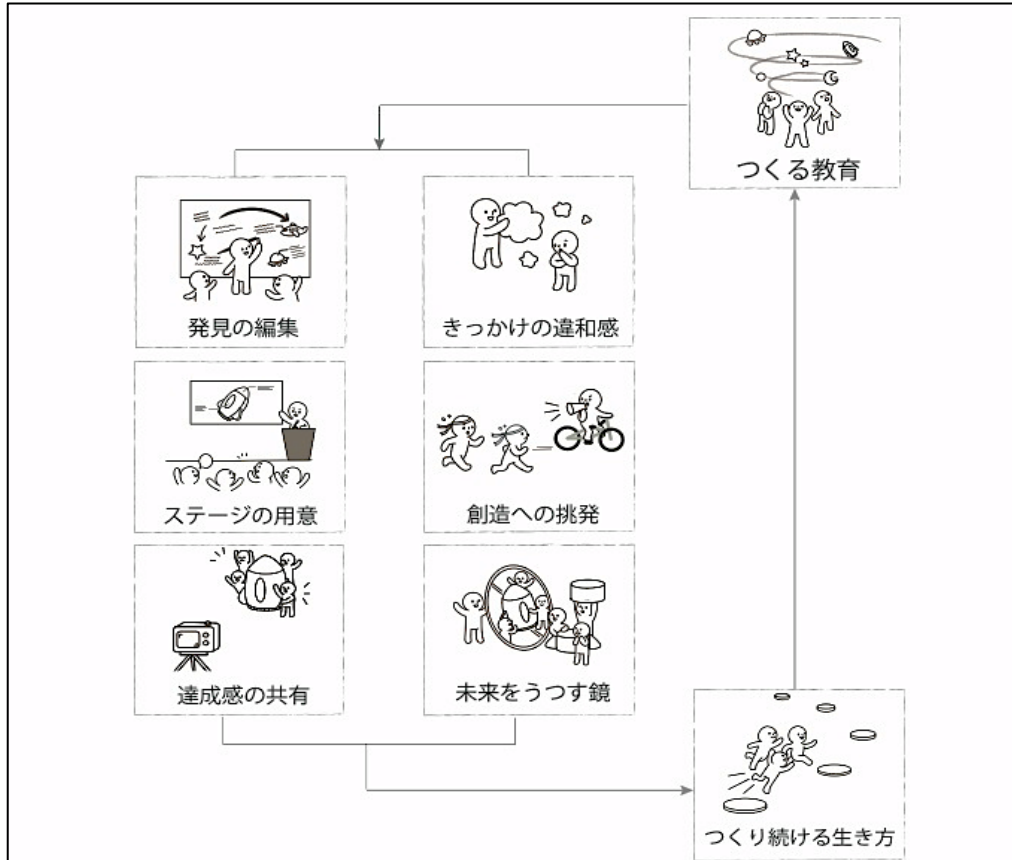 つくる教育
発見の編集
きっかけの違和感
ステージの用意
創造への挑発
達成感の共有
未来をうつす鏡
つくり続ける生き方